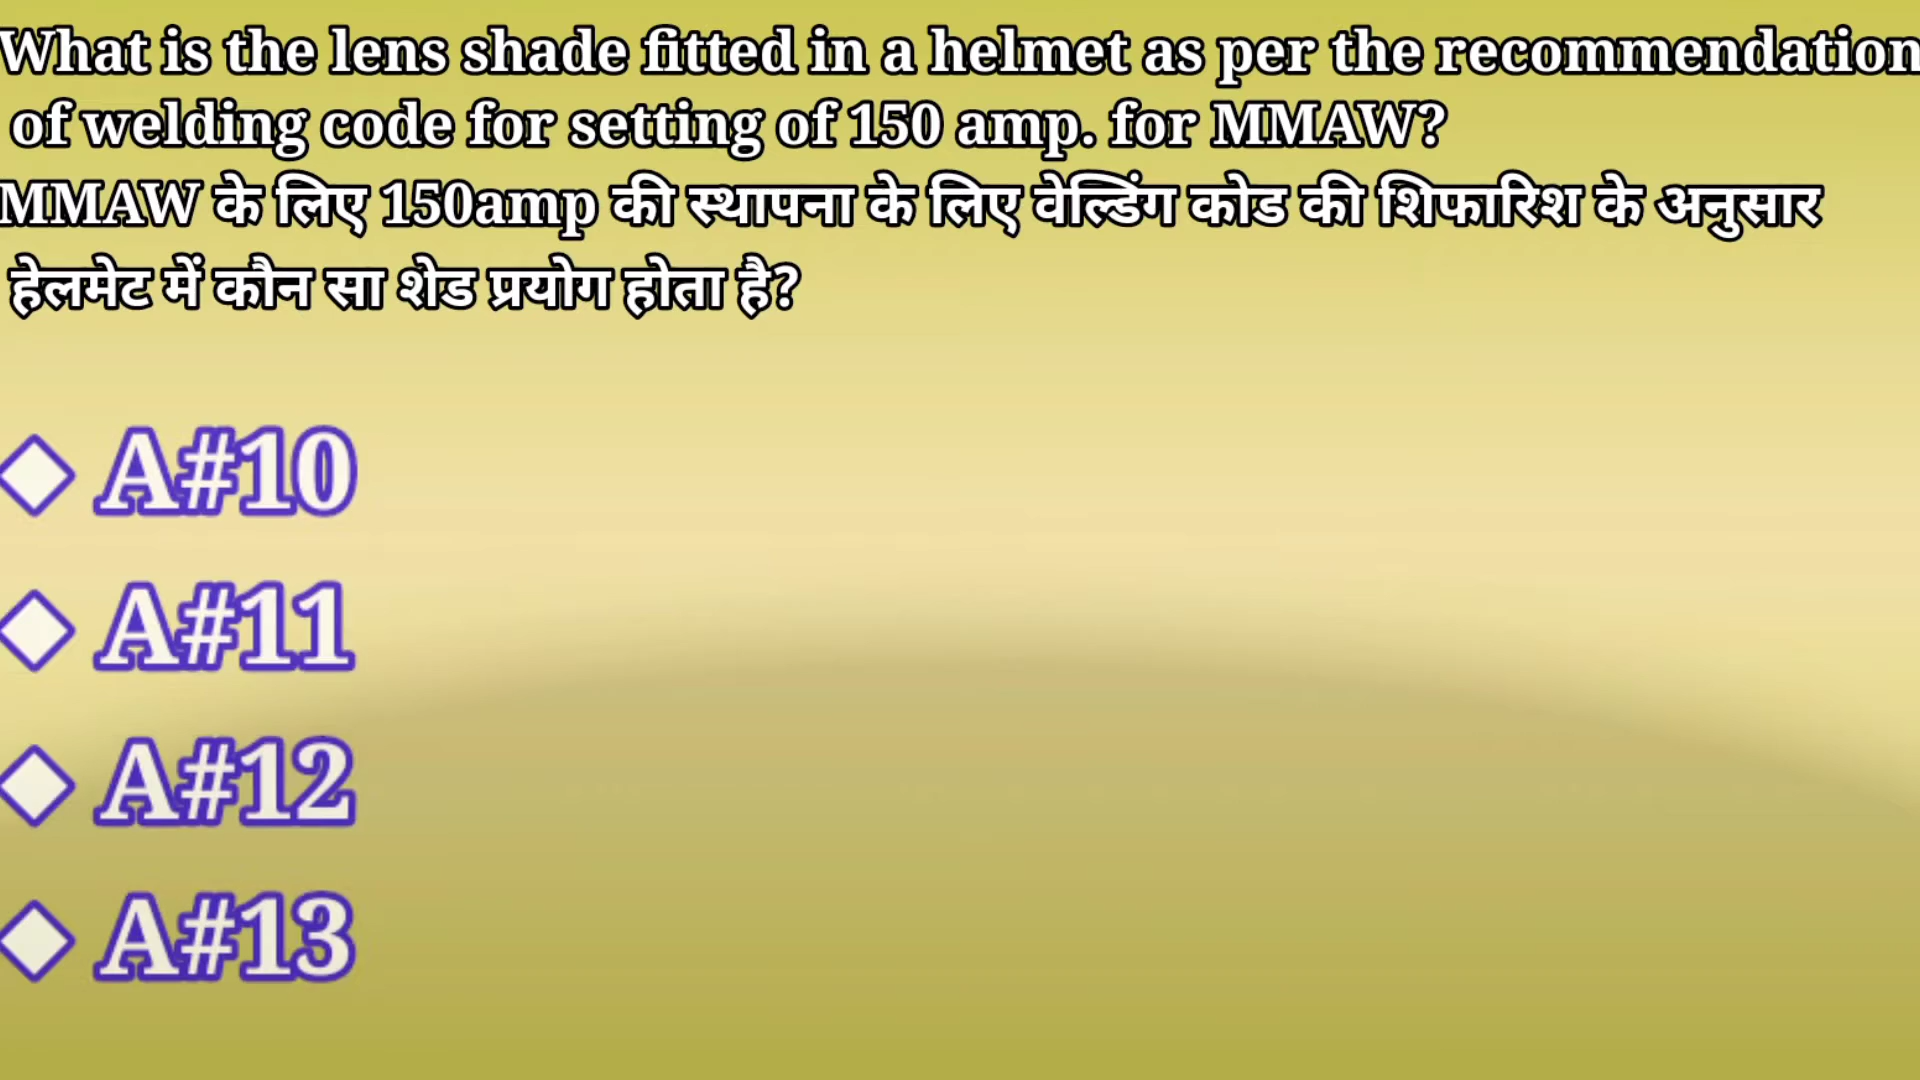 What is the lens shade fitted in a helmet as per the recommendation
of welding code for setting of 150 amp. for MMAW?
MMAW के लिए 150amp की स्थापना के लिए वेल्डिंग कोड की शिफारिश के अनुसार
हेलमेट में कौन सा शेड प्रयोग होता है?
◇ A#10
◇ A#11
◇ A#12
◇ A#13